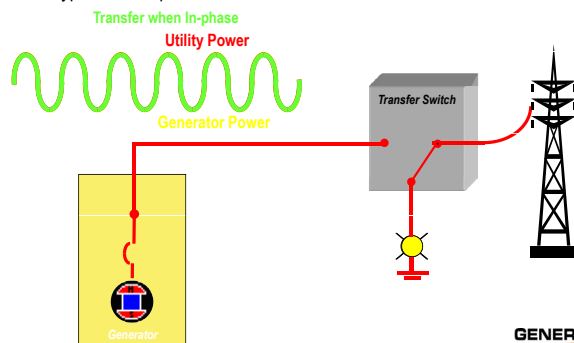 Transfer when In-phase
Utility Power
Generator Power
Transfer Switch
Generator
GENER